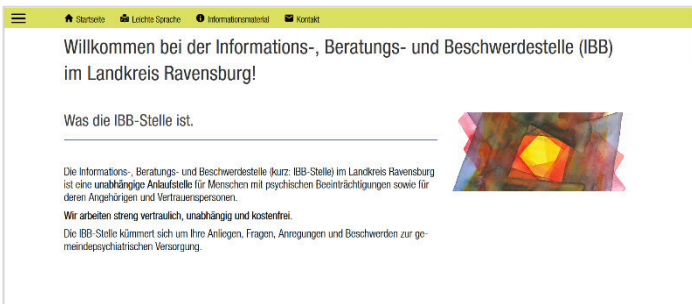 Startseite Leichte Sprache Informationsmaterial Kontakt
Willkommen bei der Informations-, Beratungs- und Beschwerdestelle (IBB)
im Landkreis Ravensburg!
Was die IBB-Stelle ist.
Die Informations-, Beratungs- und Beschwerdestelle (kurz: IBB-Stelle) im Landkreis Ravensburg
ist eine unabhängige Anlaufstelle für Menschen mit psychischen Beeinträchtigungen sowie für
deren Angehörigen und Vertrauenspersonen.
Wir arbeiten streng vertraulich, unabhängig und kostenfrei.
Die IBB-Stelle kümmert sich um Ihre Anliegen, Fragen, Anregungen und Beschwerden zur ge-
meindepsychiatrischen Versorgung.